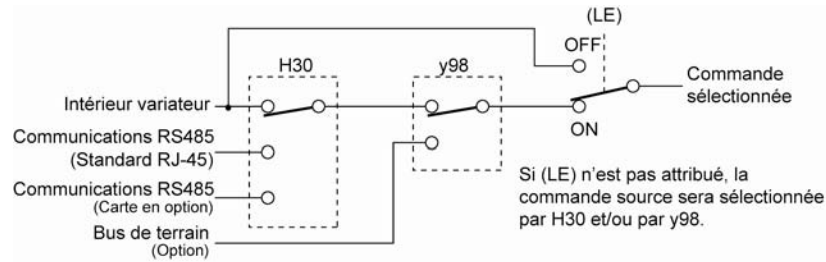 (LE)
OFF
H30
y98
Intérieur variateur
Commande
sélectionnée
ON
Communications RS485
(Standard RJ-45)
Communications RS485
(Carte en option)
Bus de terrain
(Option)
Si (LE) n'est pas attribué, la
commande source sera sélectionnée
par H30 et/ou par y98.